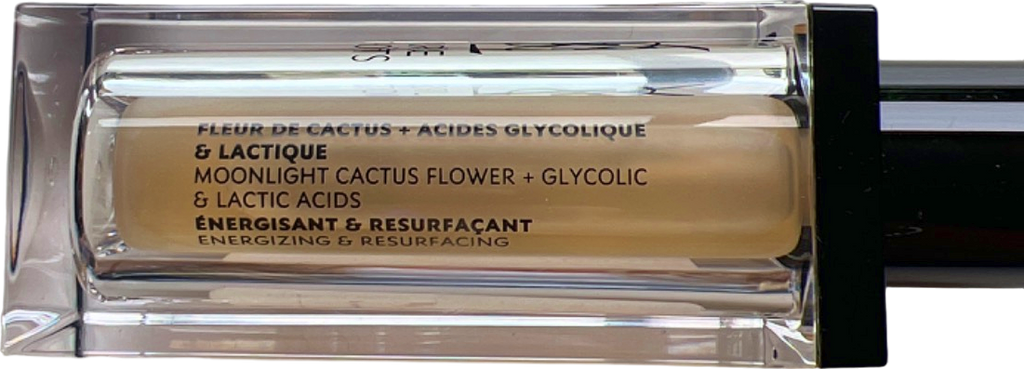 FLEUR DE CACTUS + ACIDES GLYCOLIQUE
& LACTIQUE
MOONLIGHT CACTUS FLOWER + GLYCOLIC
& LACTIC ACIDS
ÉNERGISANT & RESURFAÇANT
ENERGIZING & RESURFACING